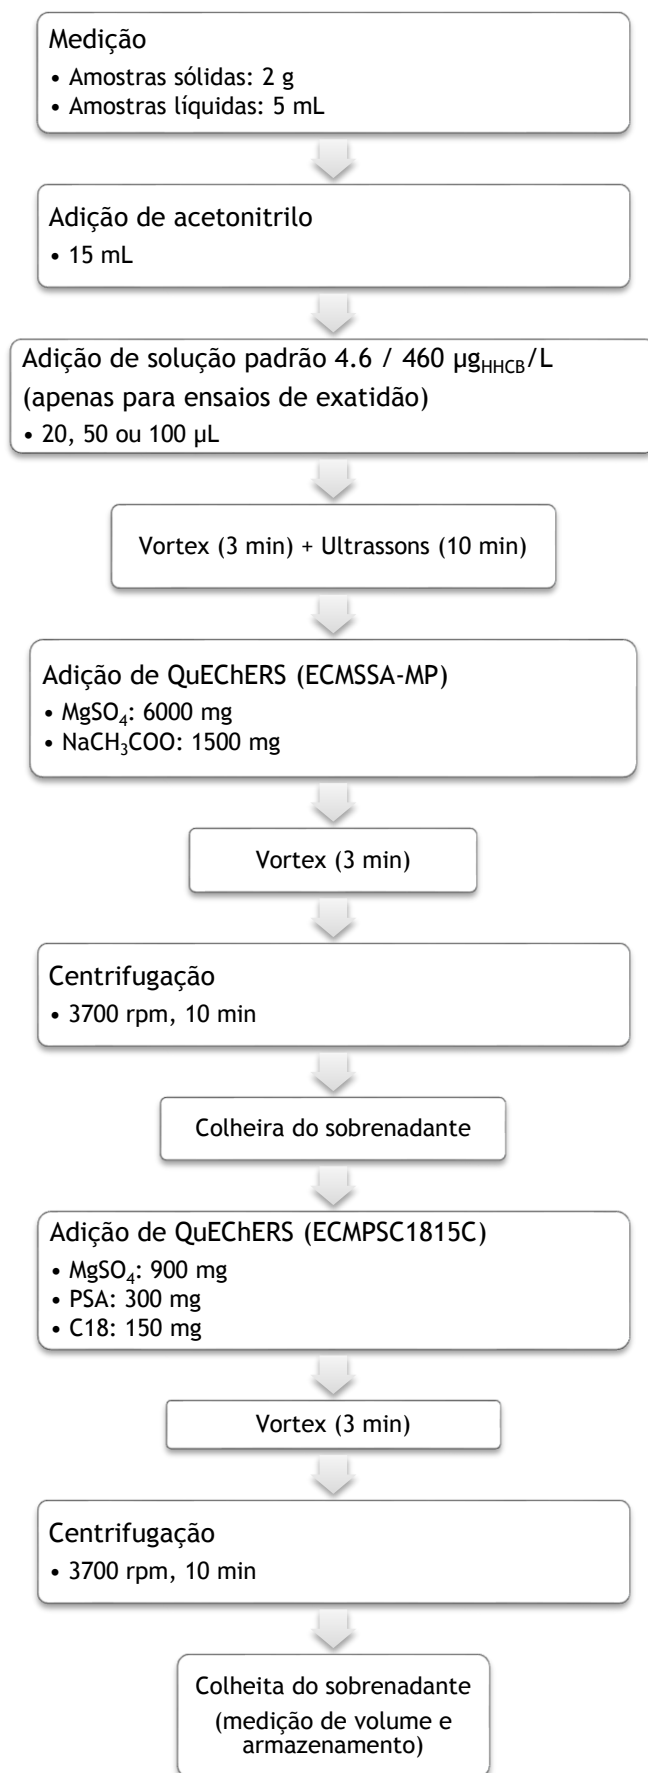 Medição
• Amostras sólidas: 2 g
• Amostras líquidas: 5 mL
Adição de acetonitrilo
• 15 mL
Adição de solução padrão 4.6 / 460 µg<sub>HHCB</sub>/L
(apenas para ensaios de exatidão)
• 20, 50 ou 100 µL
Vortex (3 min) + Ultrassons (10 min)
Adição de QuEChERS (ECMSSA-MP)
• MgSO₄: 6000 mg
• NaCH₃COO: 1500 mg
Vortex (3 min)
Centrifugação
• 3700 rpm, 10 min
Colheira do sobrenadante
Adição de QuEChERS (ECMPSC1815C)
• MgSO₄: 900 mg
• PSA: 300 mg
• C18: 150 mg
Vortex (3 min)
Centrifugação
• 3700 rpm, 10 min
Colheita do sobrenadante
(medição de volume e
armazenamento)